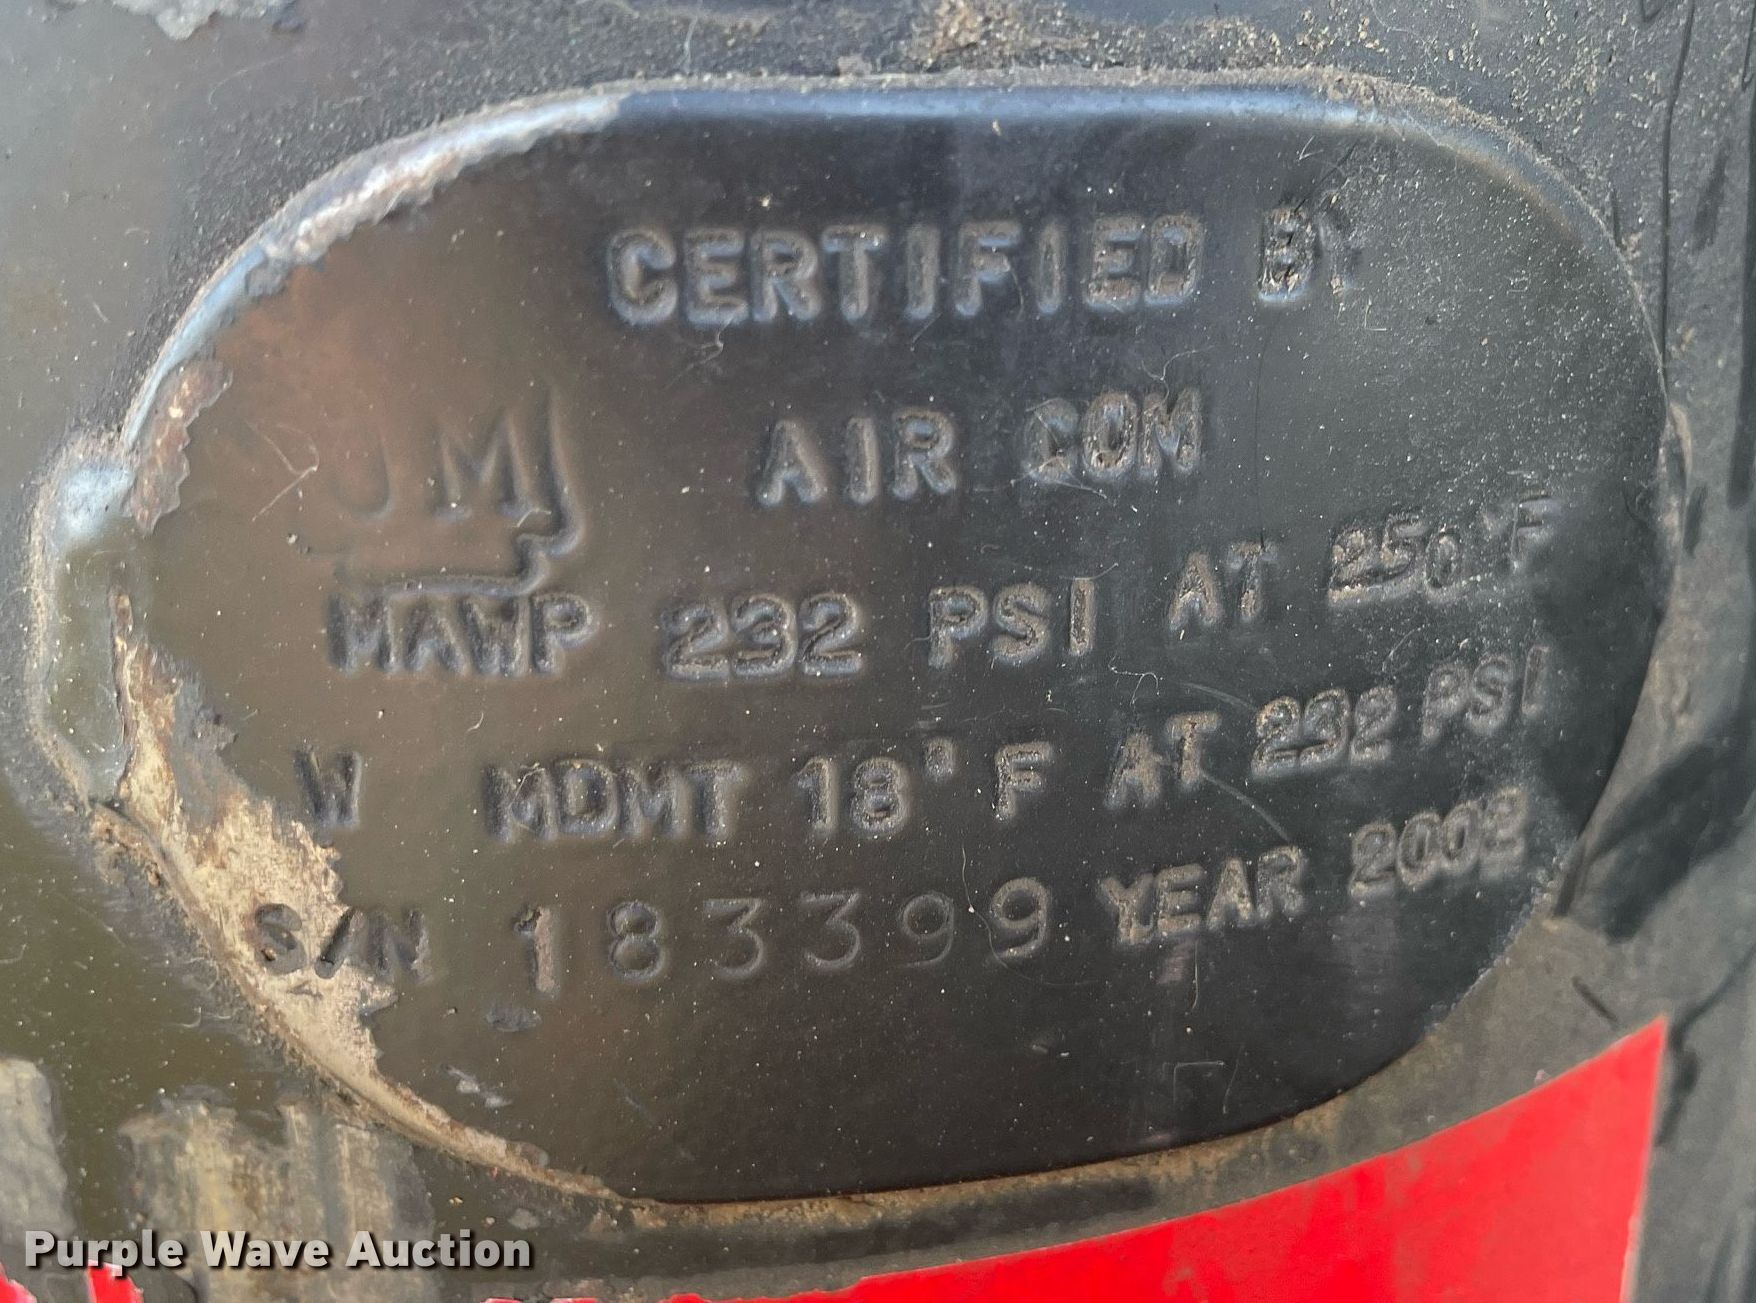 CERTIFIED BY
AIR COM
UM
MAWP 232 PSI AT 250 °F
W MDMT 18° F AT 232 PSI
S/N 183399 YEAR 2002
Purple Wave Auction